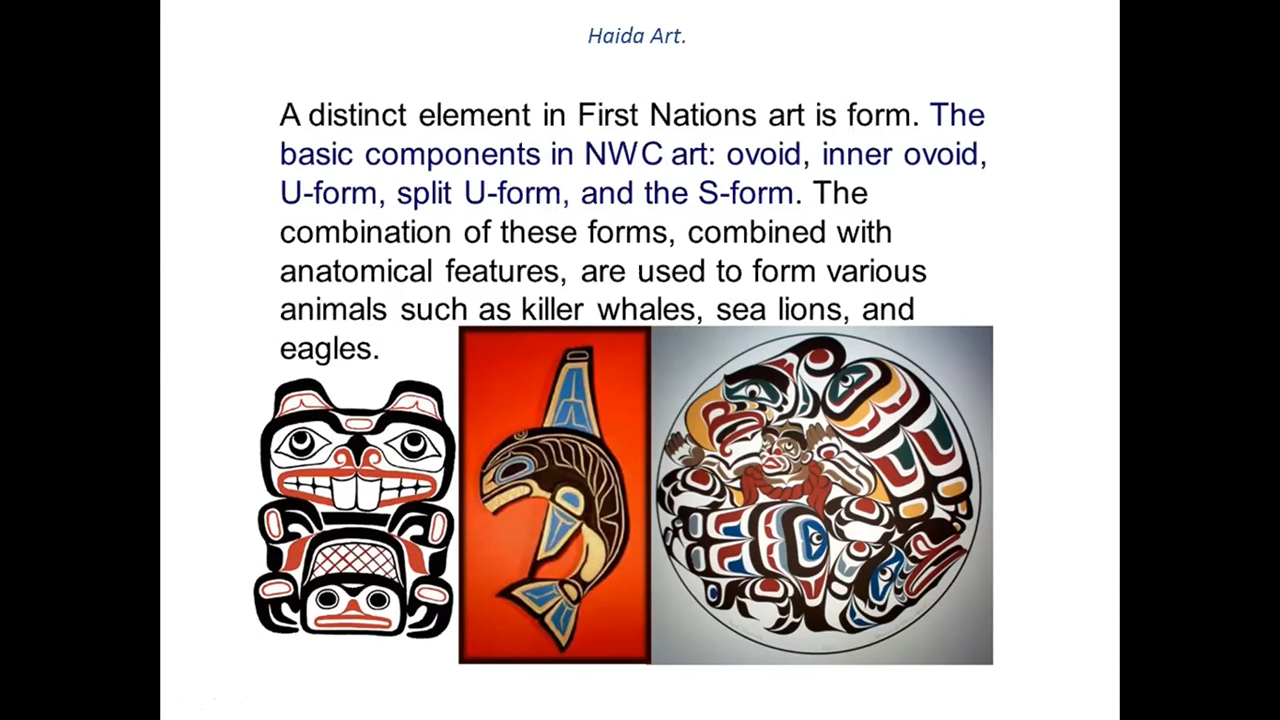 Haida Art.
A distinct element in First Nations art is form. The
basic components in NWC art: ovoid, inner ovoid,
U-form, split U-form, and the S-form. The
combination of these forms, combined with
anatomical features, are used to form various
animals such as killer whales, sea lions, and
eagles.